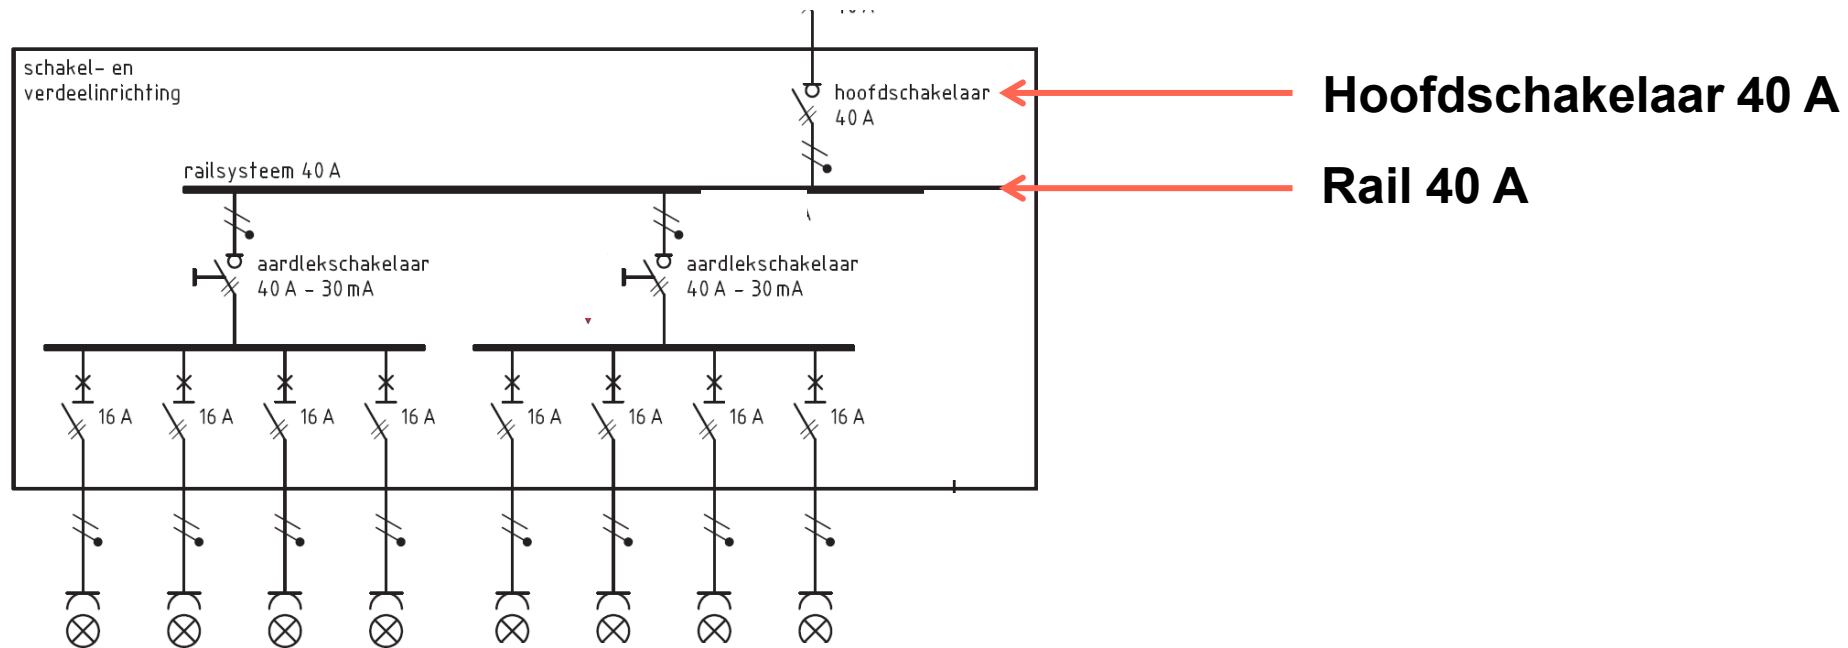 schakel- en
verdeelinrichting
hoofdschakelaar
40 A
Hoofdschakelaar 40 A
railsysteem 40 A
Rail 40 A
aardlekschakelaar
40 A - 30 mA
aardlekschakelaar
40 A - 30 mA
16 A
16 A
16 A
16 A
16 A
16 A
16 A
16 A